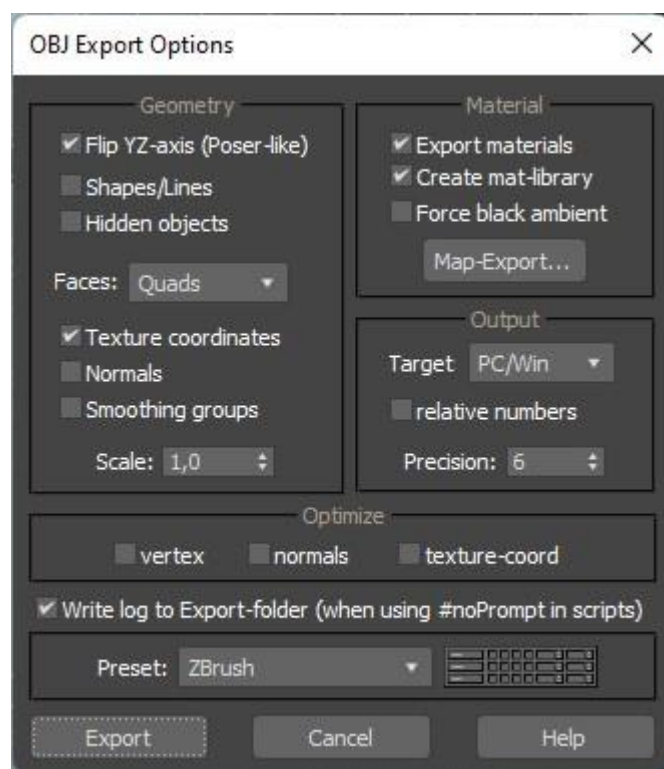 OBJ Export Options
Geometry
Flip YZ-axis (Poser-like)
Shapes/Lines
Hidden objects
Faces: Quads
Texture coordinates
Normals
Smoothing groups
Scale: 1,0
Material
Export materials
Create mat-library
Force black ambient
Map-Export...
Output
Target PC/Win
relative numbers
Precision: 6
Optimize
vertex normals texture-coord
Write log to Export-folder (when using #noPrompt in scripts)
Preset: ZBrush
Export Cancel Help